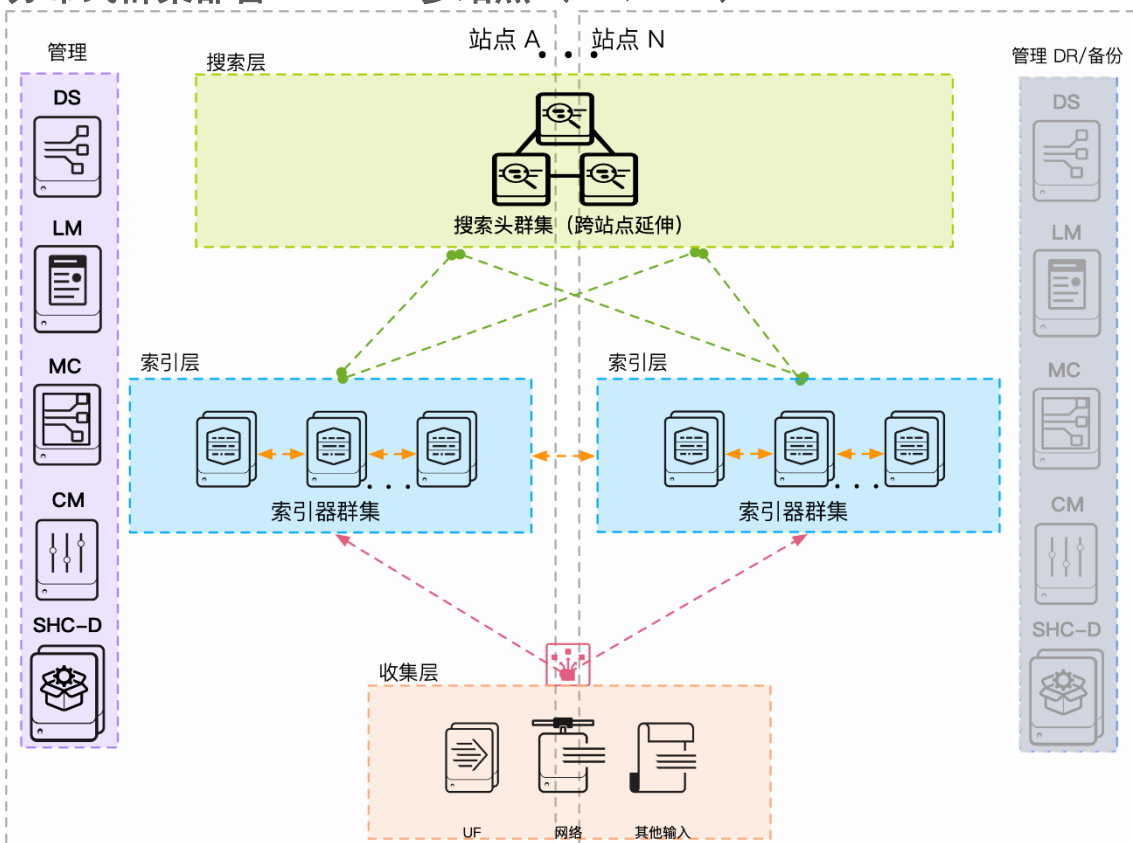 站点 A • • • 站点 N
管理
搜索层
管理 DR/备份
DS
LM
MC
CM
SHC-D
搜索头群集（跨站点延伸）
索引层
索引层
. . .
. . .
索引器群集
索引器群集
收集层
UF
网络
其他输入
DS
LM
MC
CM
SHC-D